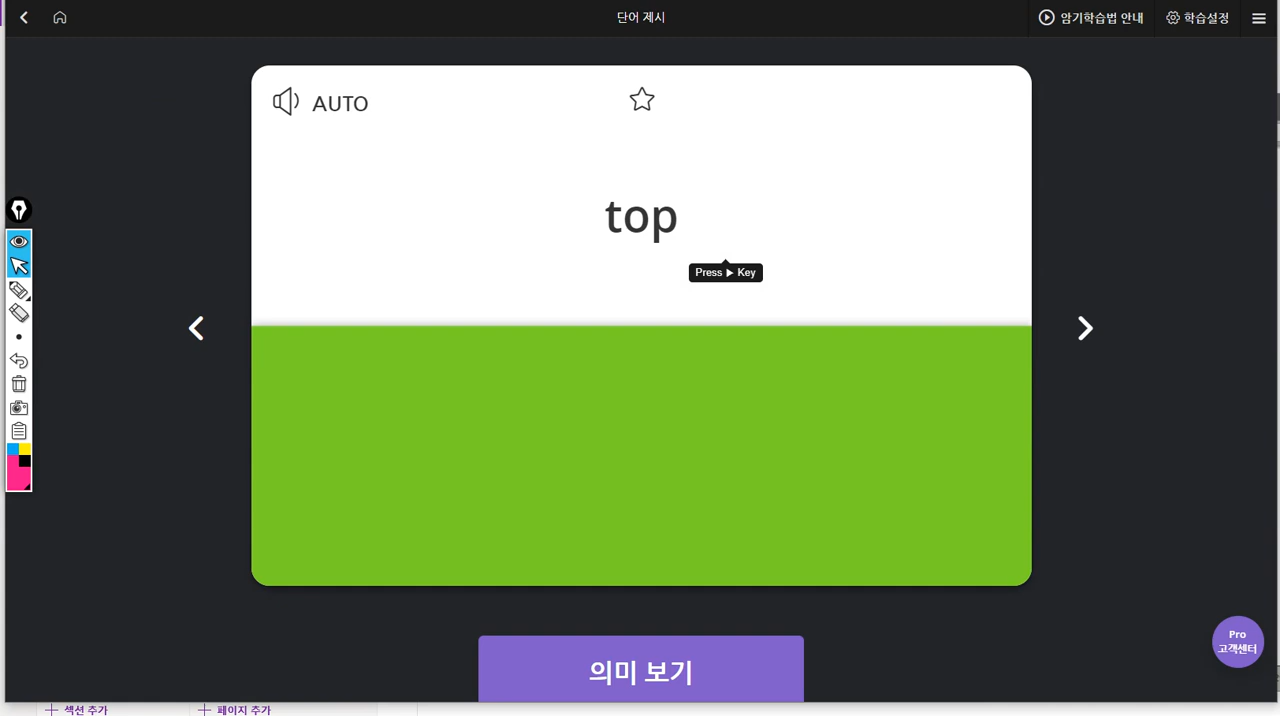 단어 제시
암기학습법 안내
학습설정
AUTO
top
Press ▶ Key
의미 보기
Pro
고객센터
섹션 추가
페이지 추가